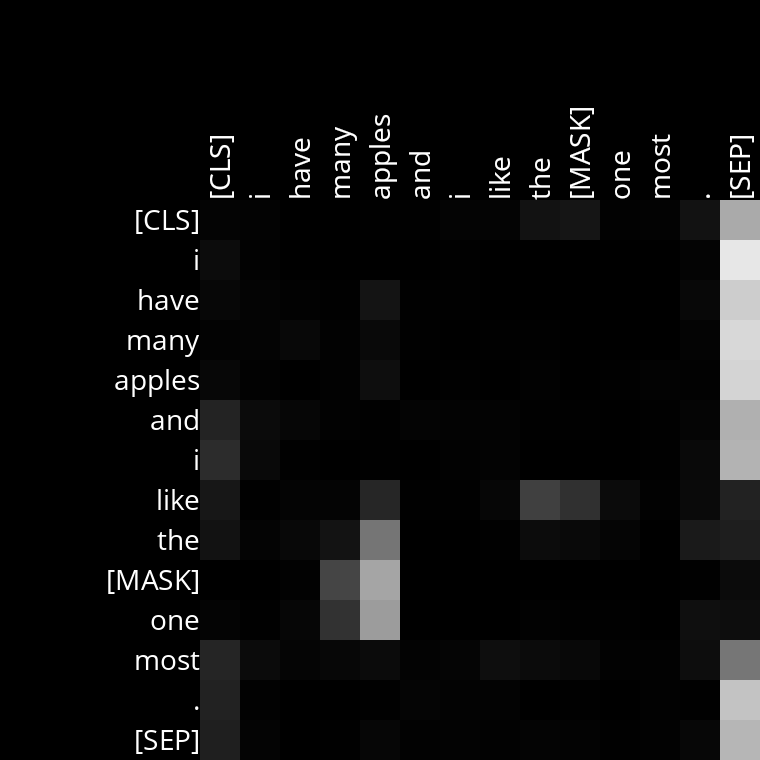 [CLS] i have many apples and i like the [MASK] one most . [SEP]
[CLS]
i
have
many
apples
and
i
like
the
[MASK]
one
most
.
[SEP]